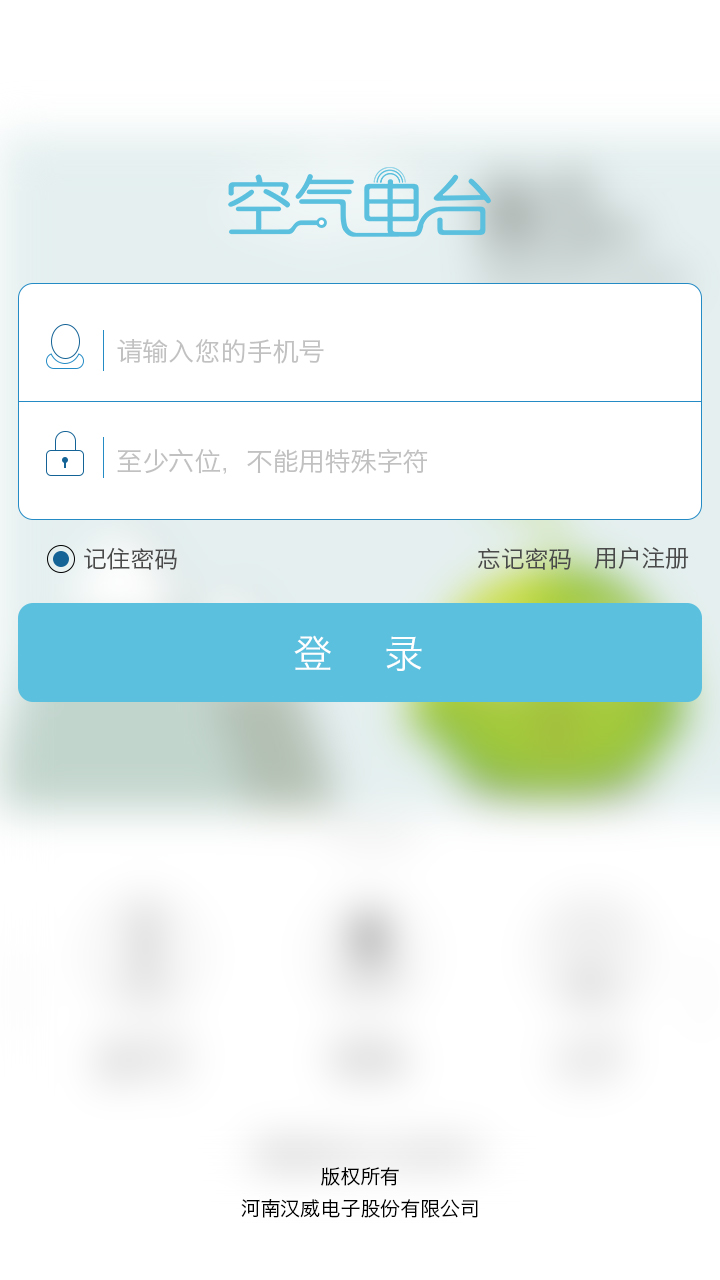 空气电台
请输入您的手机号
至少六位，不能用特殊字符
记住密码 忘记密码 用户注册
登 录
版权所有
河南汉威电子股份有限公司